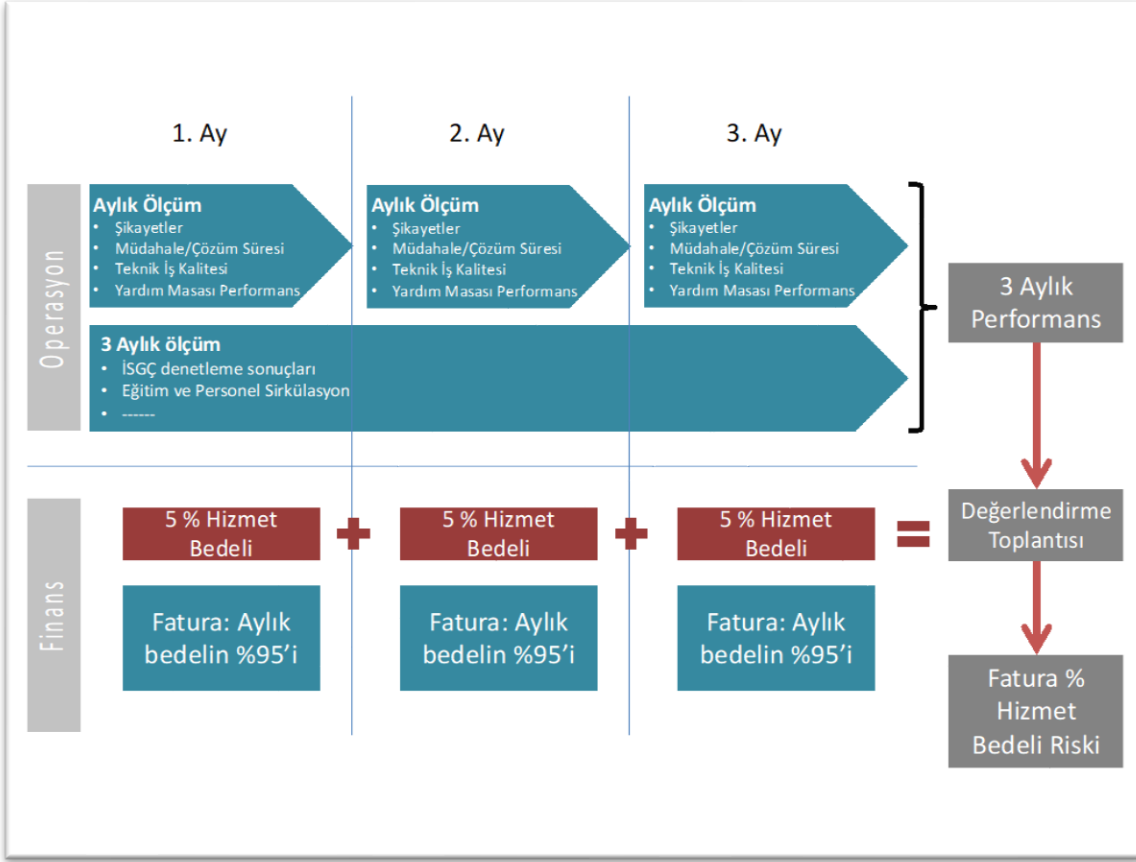 1. Ay
2. Ay
3. Ay
Operasyon
Aylık Ölçüm
• Şikayetler
• Müdahale/Çözüm Süresi
• Teknik İş Kalitesi
• Yardım Masası Performans
Aylık Ölçüm
• Şikayetler
• Müdahale/Çözüm Süresi
• Teknik İş Kalitesi
• Yardım Masası Performans
Aylık Ölçüm
• Şikayetler
• Müdahale/Çözüm Süresi
• Teknik İş Kalitesi
• Yardım Masası Performans
3 Aylık ölçüm
• İSGÇ denetleme sonuçları
• Eğitim ve Personel Sirkülasyon
• ------
3 Aylık
Performans
Finans
5 % Hizmet
Bedeli
+
5 % Hizmet
Bedeli
+
5 % Hizmet
Bedeli
=
Değerlendirme
Toplantısı
Fatura: Aylık
bedelin %95’i
Fatura: Aylık
bedelin %95’i
Fatura: Aylık
bedelin %95’i
Fatura %
Hizmet
Bedeli Riski